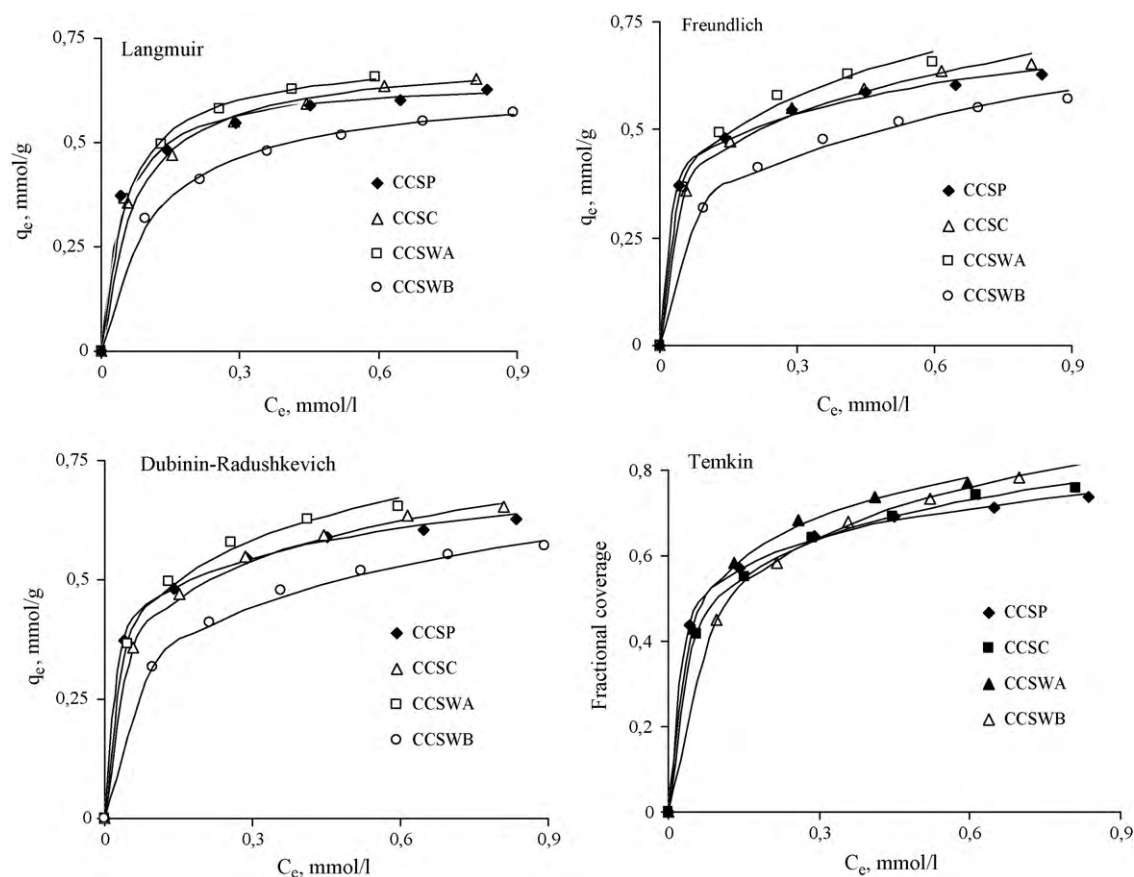 Langmuir
0,75
0,5
0,25
0
qe, mmol/g
CCSP
CCSC
CCSWA
CCSWB
0
0,3
0,6
0,9
Ce, mmol/l
Freundlich
0,75
0,5
0,25
0
qe, mmol/g
CCSP
CCSC
CCSWA
CCSWB
0
0,3
0,6
0,9
Ce, mmol/l
Dubinin-Radushkevich
0,75
0,5
0,25
0
qe, mmol/g
CCSP
CCSC
CCSWA
CCSWB
0
0,3
0,6
0,9
Ce, mmol/l
Temkin
0,8
0,6
0,4
0,2
0
Fractional coverage
CCSP
CCSC
CCSWA
CCSWB
0
0,3
0,6
0,9
Ce, mmol/l